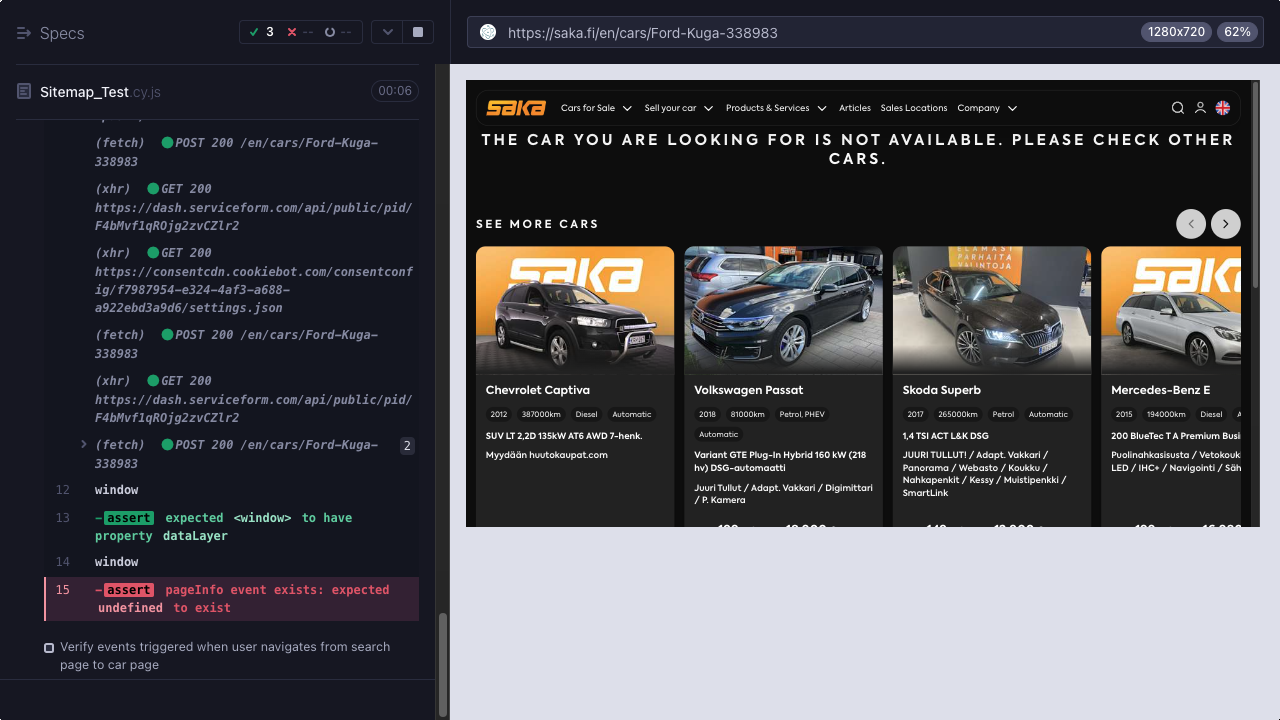 Specs
3
--
--
https://saka.fi/en/cars/Ford-Kuga-338983
1280x720
62%
Sitemap_Test.cy.js
00:06
(fetch) POST 200 /en/cars/Ford-Kuga-
338983
(xhr) GET 200
https://dash.serviceform.com/api/public/pid/
F4bMvf1qROjg2zvCZlr2
(xhr) GET 200
https://consentcdn.cookiebot.com/consentconf
ig/f7987954-e324-4af3-a688-
a922ebd3a9d6/settings.json
(fetch) POST 200 /en/cars/Ford-Kuga-
338983
(xhr) GET 200
https://dash.serviceform.com/api/public/pid/
F4bMvf1qROjg2zvCZlr2
(fetch) POST 200 /en/cars/Ford-Kuga-
338983
2
12 window
13 -assert expected <window> to have
property dataLayer
14 window
15 -assert pageInfo event exists: expected
undefined to exist
Verify events triggered when user navigates from search
page to car page
saka Cars for Sale Sell your car Products & Services Articles Sales Locations Company
THE CAR YOU ARE LOOKING FOR IS NOT AVAILABLE. PLEASE CHECK OTHER
CARS.
SEE MORE CARS
saka
Chevrolet Captiva
2012 387000km Diesel Automatic
SUV LT 2,2D 135kW AT6 AWD 7-henk.
Myydään huutokaupat.com
Volkswagen Passat
2018 81000km Petrol, PHEV
Automatic
Variant GTE Plug-In Hybrid 160 kW (218
hv) DSG-automaatti
Juuri Tullut / Adapt. Vakkari / Digimittari
/ P. Kamera
PARHAITA
VALINTOJA
Skoda Superb
2017 265000km Petrol Automatic
1,4 TSI ACT L&K DSG
JUURI TULLUT! / Adapt. Vakkari /
Panorama / Webasto / Koukku /
Nahkapenkit / Kessy / Muistipenkki /
SmartLink
Mercedes-Benz E
2015 194000km Diesel A
200 BlueTec T A Premium Busi
Puolinahkasisusta / Vetokouk
LED / IHC+ / Navigointi / Säh